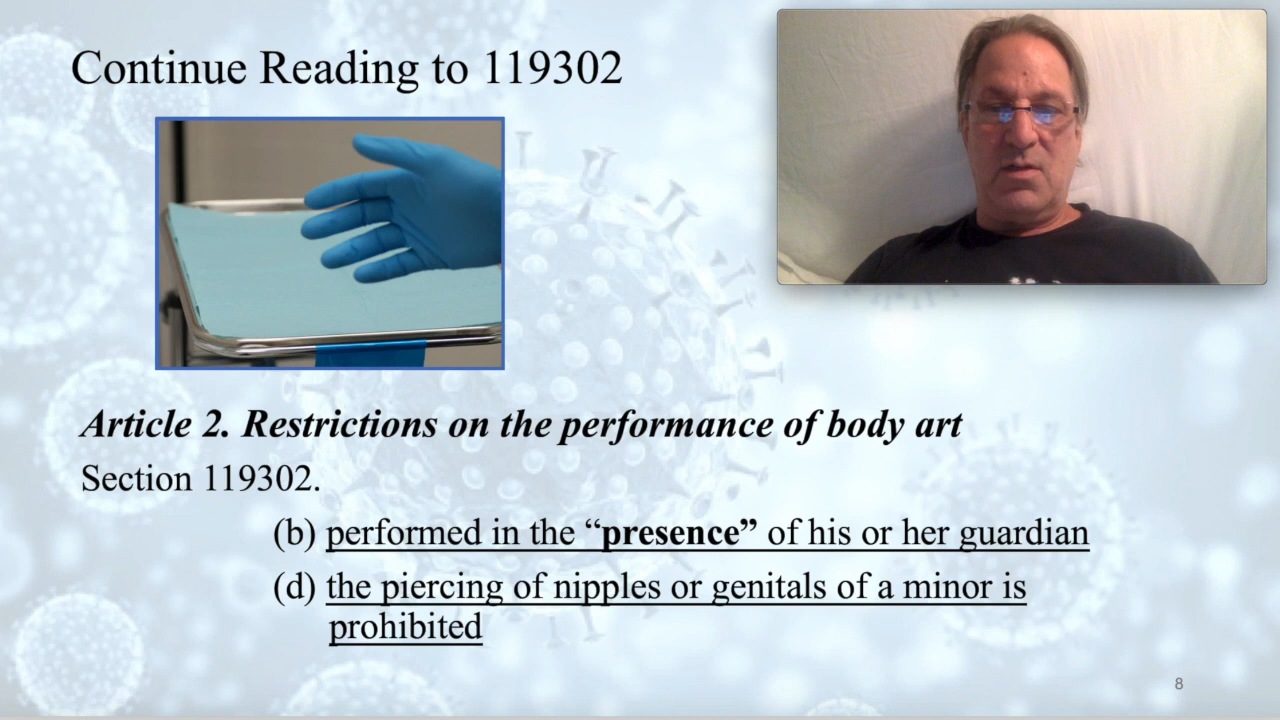 Continue Reading to 119302
Article 2. Restrictions on the performance of body art
Section 119302.
(b) performed in the “presence” of his or her guardian
(d) the piercing of nipples or genitals of a minor is
prohibited
8